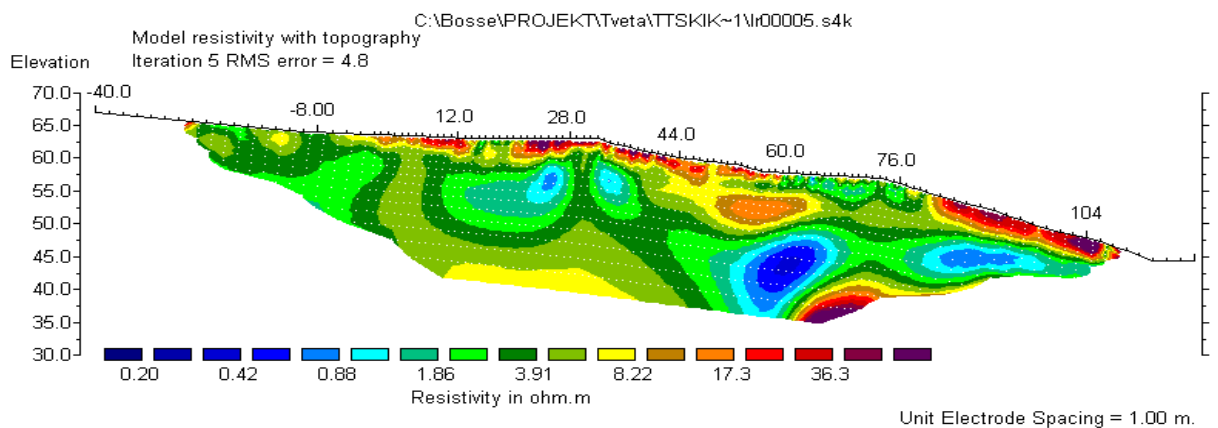 C:\Bosse\PROJEKT\Tveta\TTSKIK~1\lr00005.s4k
Model resistivity with topography
Elevation
Iteration 5 RMS error = 4.8
70.0
-40.0
65.0
-8.00
12.0
28.0
60.0
44.0
55.0
60.0
76.0
50.0
45.0
104
40.0
35.0
30.0
0.20 0.42 0.88 1.86 3.91 8.22 17.3 36.3
Resistivity in ohm.m
Unit Electrode Spacing = 1.00 m.